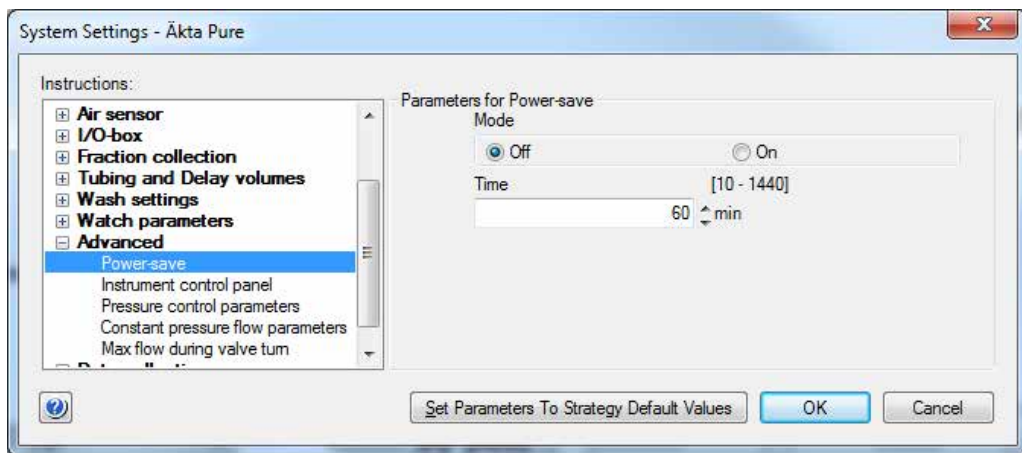 System Settings - Äkta Pure
Instructions:
Air sensor
I/O-box
Fraction collection
Tubing and Delay volumes
Wash settings
Watch parameters
Advanced
Power-save
Instrument control panel
Pressure control parameters
Constant pressure flow parameters
Max flow during valve turn
Parameters for Power-save
Mode
Off On
Time [10 - 1440]
60 min
Set Parameters To Strategy Default Values OK Cancel